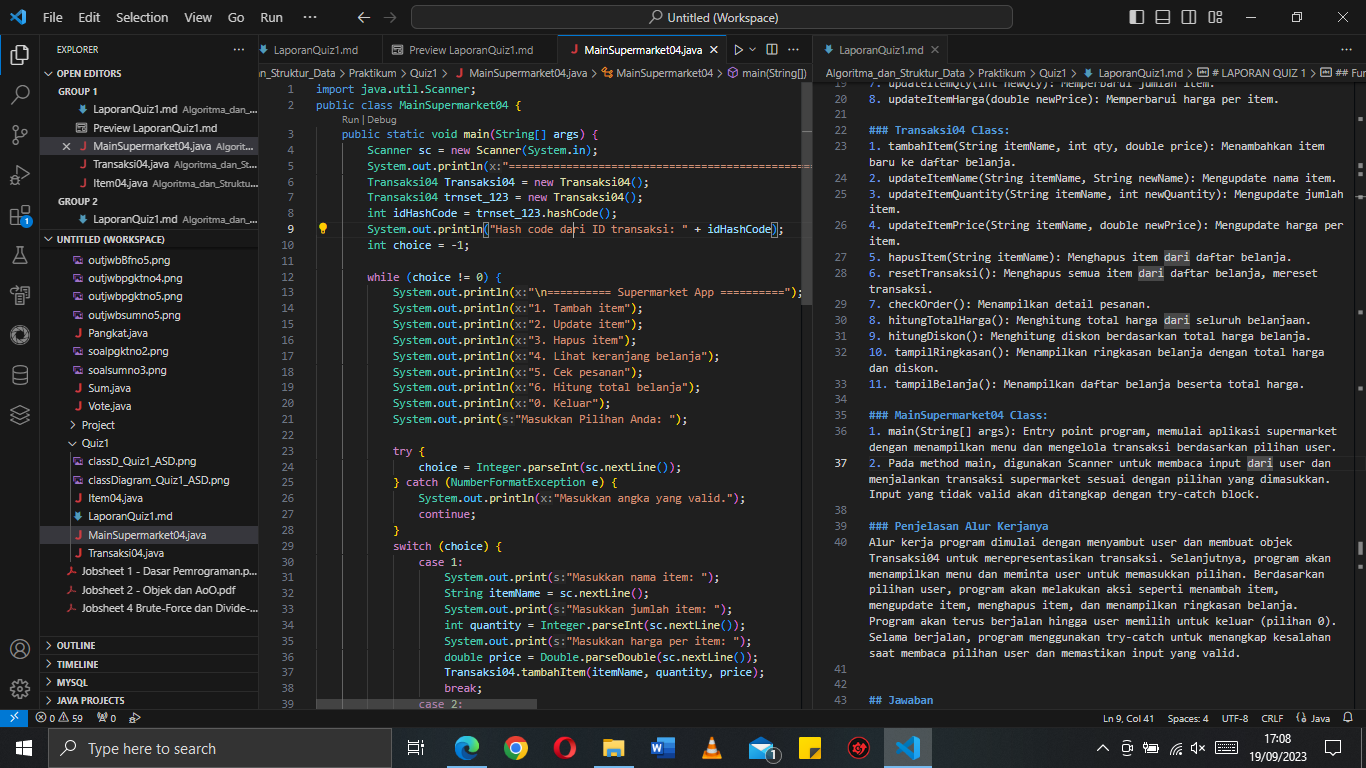 File Edit Selection View Go Run ··· Untitled (Workspace)
EXPLORER ···
OPEN EDITORS
GROUP 1
LaporanQuiz1.md Algoritma_dan_...
Preview LaporanQuiz1.md
MainSupermarket04.java Algorit...
Transaksi04.java Algoritma_dan_St...
Item04.java Algoritma_dan_Struktu...
GROUP 2
LaporanQuiz1.md Algoritma_dan_...
UNTITLED (WORKSPACE)
outjwbBfno5.png
outjwbpgktno4.png
outjwbpgktno5.png
outjwbsumno5.png
Pangkat.java
soalpgktno2.png
soalsumno3.png
Sum.java
Vote.java
Project
Quiz1
classD_Quiz1_ASD.png
classDiagram_Quiz1_ASD.png
Item04.java
LaporanQuiz1.md
MainSupermarket04.java
Transaksi04.java
Jobsheet 1 - Dasar Pemrograman.p...
Jobsheet 2 - Objek dan AoO.pdf
Jobsheet 4 Brute-Force dan Divide-...
OUTLINE
TIMELINE
MYSQL
JAVA PROJECTS
LaporanQuiz1.md Preview LaporanQuiz1.md MainSupermarket04.java
an_Struktur_Data > Praktikum > Quiz1 > MainSupermarket04.java > MainSupermarket04 > main(String[])
1 import java.util.Scanner;
2 public class MainSupermarket04 {
Run | Debug
3 public static void main(String[] args) {
4 Scanner sc = new Scanner(System.in);
5 System.out.println(x:"================================================
6 Transaksi04 Transaksi04 = new Transaksi04();
7 Transaksi04 trnset_123 = new Transaksi04();
8 int idHashCode = trnset_123.hashCode();
9 System.out.println("Hash code dari ID transaksi: " + idHashCode);
10 int choice = -1;
11
12 while (choice != 0) {
13 System.out.println(x:"\n========== Supermarket App ==========");
14 System.out.println(x:"1. Tambah item");
15 System.out.println(x:"2. Update item");
16 System.out.println(x:"3. Hapus item");
17 System.out.println(x:"4. Lihat keranjang belanja");
18 System.out.println(x:"5. Cek pesanan");
19 System.out.println(x:"6. Hitung total belanja");
20 System.out.println(x:"0. Keluar");
21 System.out.print(s:"Masukkan Pilihan Anda: ");
22
23 try {
24 choice = Integer.parseInt(sc.nextLine());
25 } catch (NumberFormatException e) {
26 System.out.println(x:"Masukkan angka yang valid.");
27 continue;
28 }
29 switch (choice) {
30 case 1:
31 System.out.print(s:"Masukkan nama item: ");
32 String itemName = sc.nextLine();
33 System.out.print(s:"Masukkan jumlah item: ");
34 int quantity = Integer.parseInt(sc.nextLine());
35 System.out.print(s:"Masukkan harga per item: ");
36 double price = Double.parseDouble(sc.nextLine());
37 Transaksi04.tambahItem(itemName, quantity, price);
38 break;
39 case 2:
LaporanQuiz1.md ···
Algoritma_dan_Struktur_Data > Praktikum > Quiz1 > LaporanQuiz1.md > # LAPORAN QUIZ 1 > ## Fur
19 7. updateItemQty(int newQty): Memperbarui jumlah item.
20 8. updateItemHarga(double newPrice): Memperbarui harga per item.
21
22 ### Transaksi04 Class:
23 1. tambahItem(String itemName, int qty, double price): Menambahkan item
baru ke daftar belanja.
24 2. updateItemName(String itemName, String newName): Mengupdate nama item.
25 3. updateItemQuantity(String itemName, int newQuantity): Mengupdate jumlah
item.
26 4. updateItemPrice(String itemName, double newPrice): Mengupdate harga per
item.
27 5. hapusItem(String itemName): Menghapus item dari daftar belanja.
28 6. resetTransaksi(): Menghapus semua item dari daftar belanja, mereset
transaksi.
29 7. checkOrder(): Menampilkan detail pesanan.
30 8. hitungTotalHarga(): Menghitung total harga dari seluruh belanjaan.
31 9. hitungDiskon(): Menghitung diskon berdasarkan total harga belanja.
32 10. tampilRingkasan(): Menampilkan ringkasan belanja dengan total harga
dan diskon.
33 11. tampilBelanja(): Menampilkan daftar belanja beserta total harga.
34
35 ### MainSupermarket04 Class:
36 1. main(String[] args): Entry point program, memulai aplikasi supermarket
dengan menampilkan menu dan mengelola transaksi berdasarkan pilihan user.
37 2. Pada method main, digunakan Scanner untuk membaca input dari user dan
menjalankan transaksi supermarket sesuai dengan pilihan yang dimasukkan.
Input yang tidak valid akan ditangkap dengan try-catch block.
38
39 ### Penjelasan Alur Kerjanya
40 Alur kerja program dimulai dengan menyambut user dan membuat objek
Transaksi04 untuk merepresentasikan transaksi. Selanjutnya, program akan
menampilkan menu dan meminta user untuk memasukkan pilihan. Berdasarkan
pilihan user, program akan melakukan aksi seperti menambah item,
mengupdate item, menghapus item, dan menampilkan ringkasan belanja.
Program akan terus berjalan hingga user memilih untuk keluar (pilihan 0).
Selama berjalan, program menggunakan try-catch untuk menangkap kesalahan
saat membaca pilihan user dan memastikan input yang valid.
41
42
43 ## Jawaban
0 59 0 Ln 9, Col 41 Spaces: 4 UTF-8 CRLF Java
Type here to search
1
17:08
19/09/2023